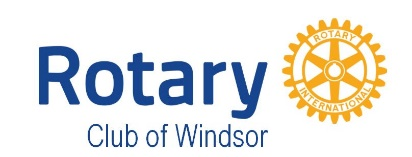 Rotary
Club of Windsor
ROTARY
INTERNATIONAL